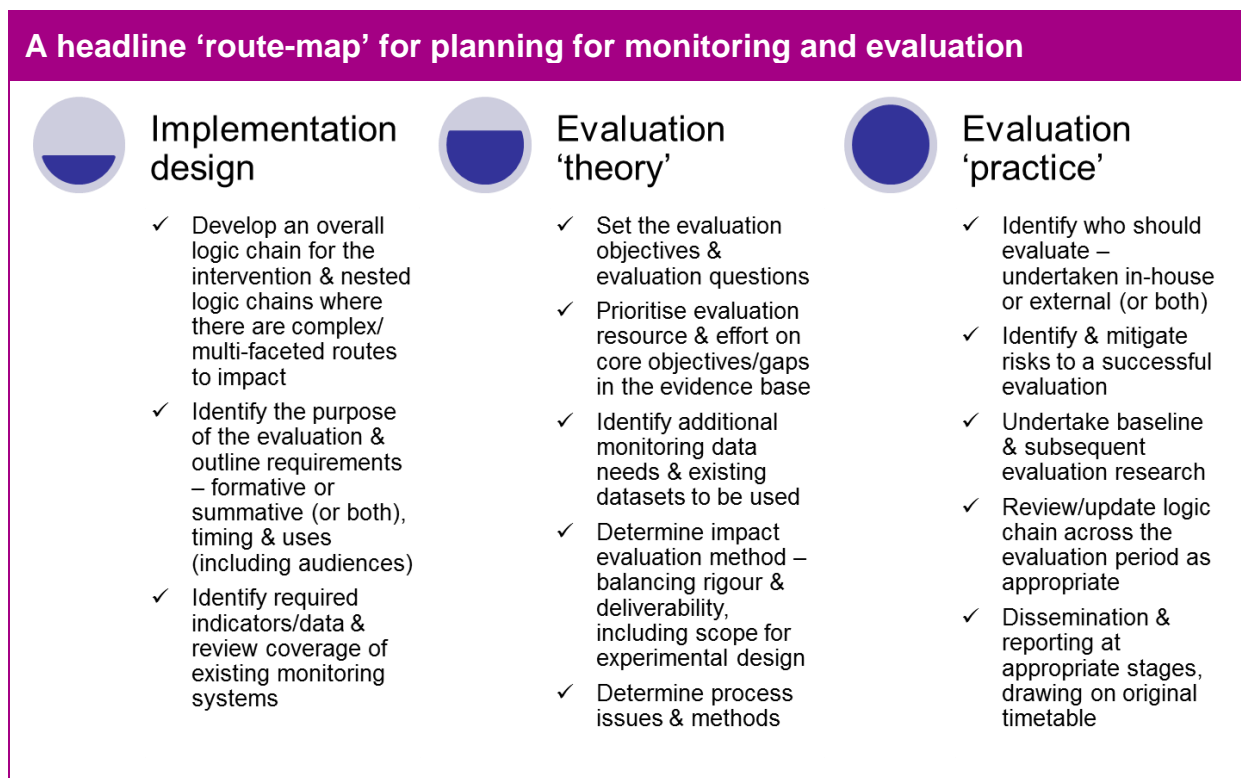 A headline ‘route-map’ for planning for monitoring and evaluation
Implementation
design
✓ Develop an overall
logic chain for the
intervention & nested
logic chains where
there are complex/
multi-faceted routes
to impact
✓ Identify the purpose
of the evaluation &
outline requirements
– formative or
summative (or both),
timing & uses
(including audiences)
✓ Identify required
indicators/data &
review coverage of
existing monitoring
systems
Evaluation
‘theory’
✓ Set the evaluation
objectives &
evaluation questions
✓ Prioritise evaluation
resource & effort on
core objectives/gaps
in the evidence base
✓ Identify additional
monitoring data
needs & existing
datasets to be used
✓ Determine impact
evaluation method –
balancing rigour &
deliverability,
including scope for
experimental design
✓ Determine process
issues & methods
Evaluation
‘practice’
✓ Identify who should
evaluate –
undertaken in-house
or external (or both)
✓ Identify & mitigate
risks to a successful
evaluation
✓ Undertake baseline
& subsequent
evaluation research
✓ Review/update logic
chain across the
evaluation period as
appropriate
✓ Dissemination &
reporting at
appropriate stages,
drawing on original
timetable